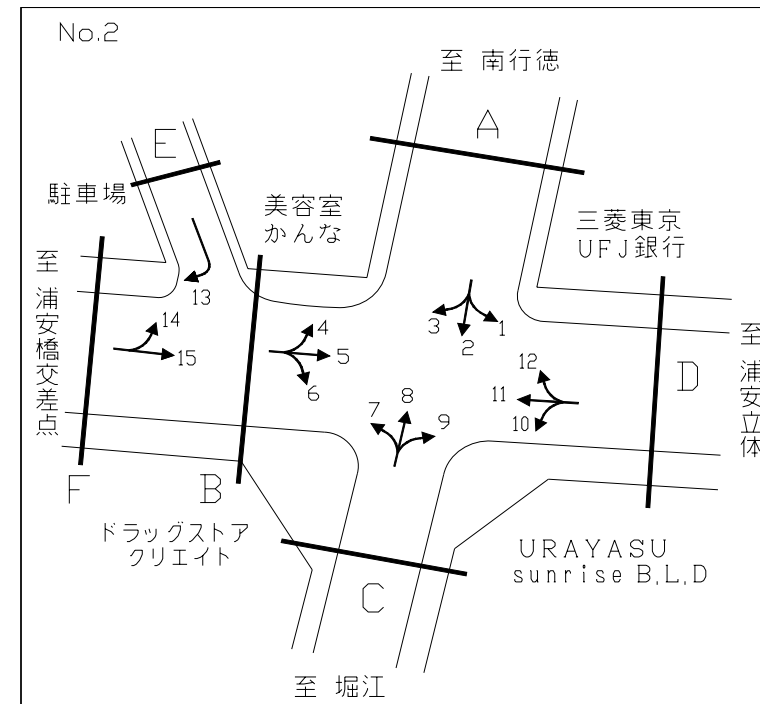 No.2
至 南行徳
A
E
駐車場
美容室
かんな
三菱東京
UFJ銀行
至 浦安橋交差点
13
14
15
4
5
6
3
2
1
12
11
10
7
8
9
D
至 浦安立体
F
B
ドラッグストア
クリエイト
C
URAYASU
sunrise B,L,D
至 堀江